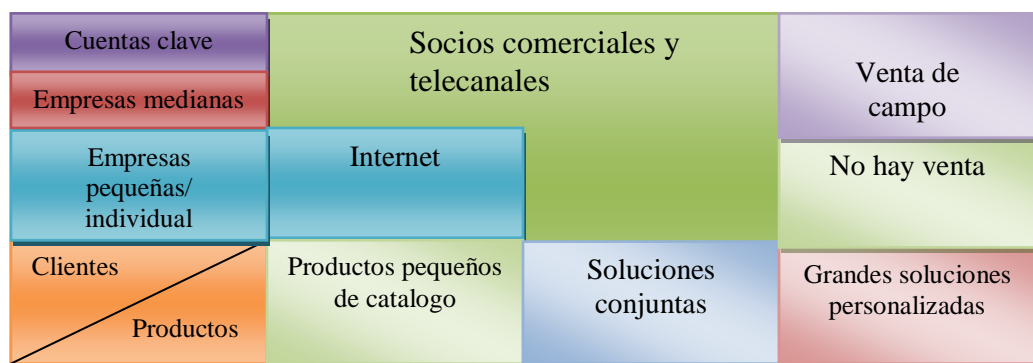 Cuentas clave
Socios comerciales y
telecanales
Venta de
campo
Empresas medianas
Empresas
pequeñas/
individual
Internet
No hay venta
Clientes
Productos
Productos pequeños
de catalogo
Soluciones
conjuntas
Grandes soluciones
personalizadas